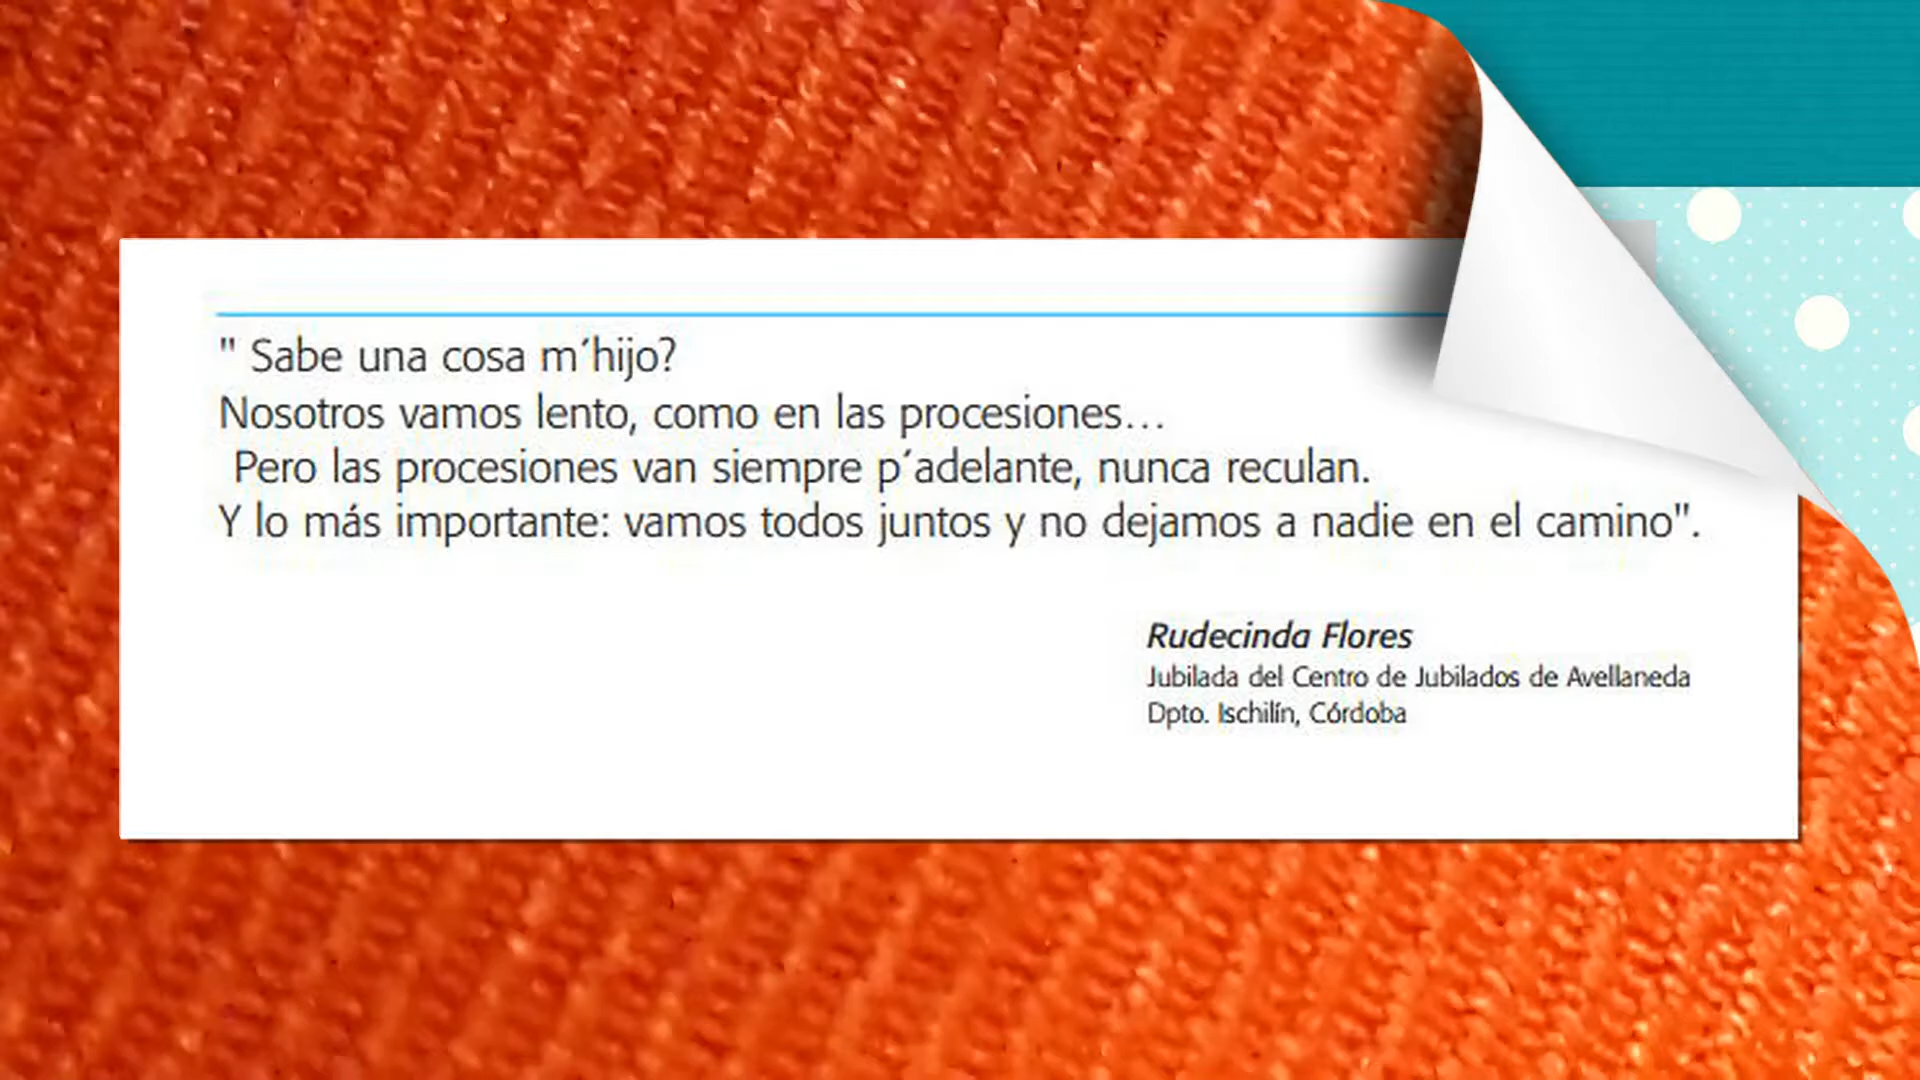 " Sabe una cosa m´hijo?
Nosotros vamos lento, como en las procesiones...
Pero las procesiones van siempre p´adelante, nunca reculan.
Y lo más importante: vamos todos juntos y no dejamos a nadie en el camino".
Rudecinda Flores
Jubilada del Centro de Jubilados de Avellaneda
Dpto. Ischilín, Córdoba